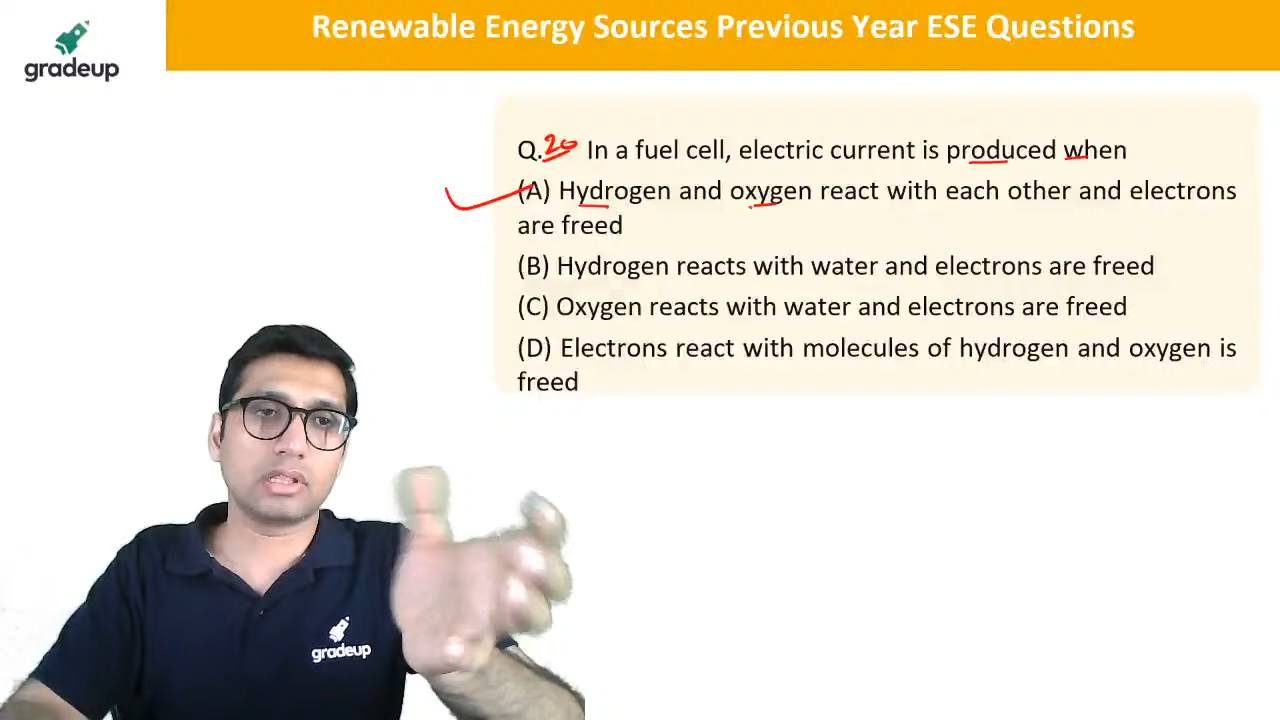 Renewable Energy Sources Previous Year ESE Questions
gradeup
Q.20 In a fuel cell, electric current is produced when
(A) Hydrogen and oxygen react with each other and electrons
are freed
(B) Hydrogen reacts with water and electrons are freed
(C) Oxygen reacts with water and electrons are freed
(D) Electrons react with molecules of hydrogen and oxygen is
freed
gradeup